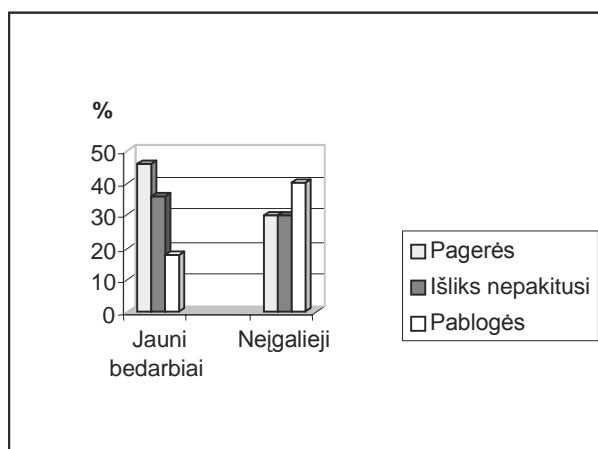 %
50
40
30
20
10
0
Jauni
bedarbiai
Neįgalieji
Pagerės
Išliks nepakitusi
Pablogės